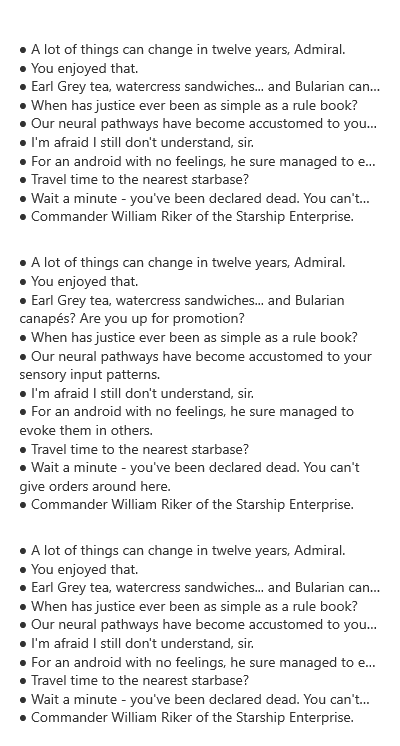 ● A lot of things can change in twelve years, Admiral.
● You enjoyed that.
● Earl Grey tea, watercress sandwiches... and Bularian can...
● When has justice ever been as simple as a rule book?
● Our neural pathways have become accustomed to you...
● I'm afraid I still don't understand, sir.
● For an android with no feelings, he sure managed to e...
● Travel time to the nearest starbase?
● Wait a minute - you've been declared dead. You can't...
● Commander William Riker of the Starship Enterprise.
● A lot of things can change in twelve years, Admiral.
● You enjoyed that.
● Earl Grey tea, watercress sandwiches... and Bularian
canapés? Are you up for promotion?
● When has justice ever been as simple as a rule book?
● Our neural pathways have become accustomed to your
sensory input patterns.
● I'm afraid I still don't understand, sir.
● For an android with no feelings, he sure managed to
evoke them in others.
● Travel time to the nearest starbase?
● Wait a minute - you've been declared dead. You can't
give orders around here.
● Commander William Riker of the Starship Enterprise.
● A lot of things can change in twelve years, Admiral.
● You enjoyed that.
● Earl Grey tea, watercress sandwiches... and Bularian can...
● When has justice ever been as simple as a rule book?
● Our neural pathways have become accustomed to you...
● I'm afraid I still don't understand, sir.
● For an android with no feelings, he sure managed to e...
● Travel time to the nearest starbase?
● Wait a minute - you've been declared dead. You can't...
● Commander William Riker of the Starship Enterprise.